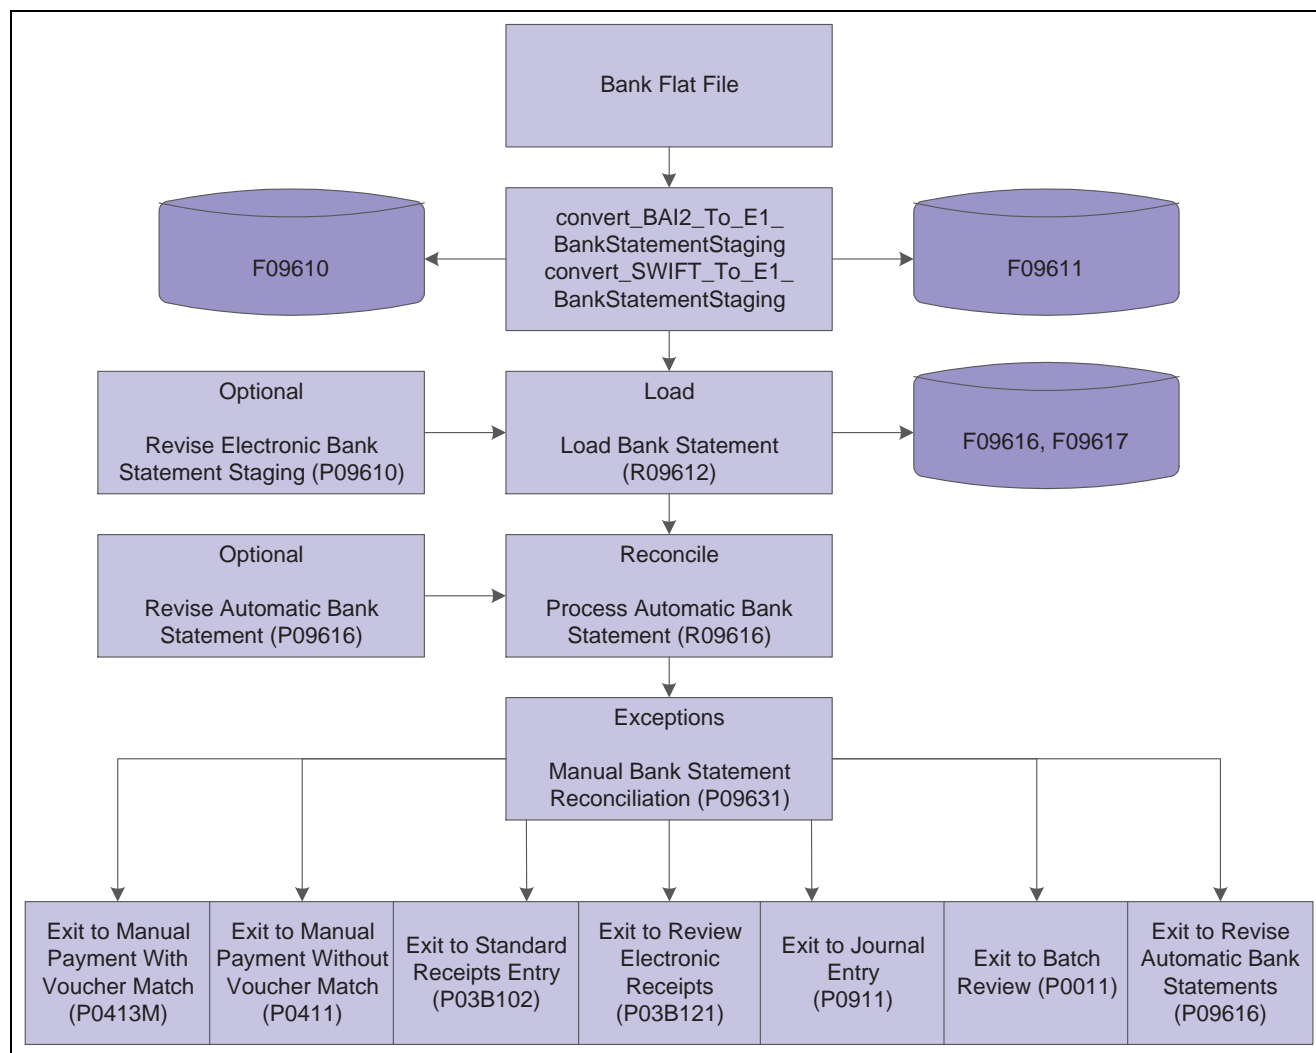 Bank Flat File
F09610
convert_BAI2_To_E1_
BankStatementStaging
convert_SWIFT_To_E1_
BankStatementStaging
F09611
Optional
Revise Electronic Bank
Statement Staging (P09610)
Load
Load Bank Statement
(R09612)
F09616, F09617
Optional
Revise Automatic Bank
Statement (P09616)
Reconcile
Process Automatic Bank
Statement (R09616)
Exceptions
Manual Bank Statement
Reconciliation (P09631)
Exit to Manual
Payment With
Voucher Match
(P0413M)
Exit to Manual
Payment Without
Voucher Match
(P0411)
Exit to Standard
Receipts Entry
(P03B102)
Exit to Review
Electronic
Receipts
(P03B121)
Exit to Journal
Entry
(P0911)
Exit to Batch
Review (P0011)
Exit to Revise
Automatic Bank
Statements
(P09616)